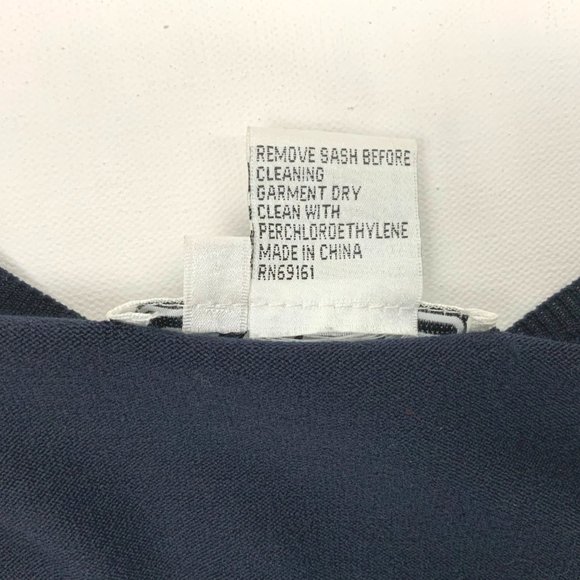 REMOVE SASH BEFORE
CLEANING
GARMENT DRY
CLEAN WITH
PERCHLOROETHYLENE
MADE IN CHINA
RN69161